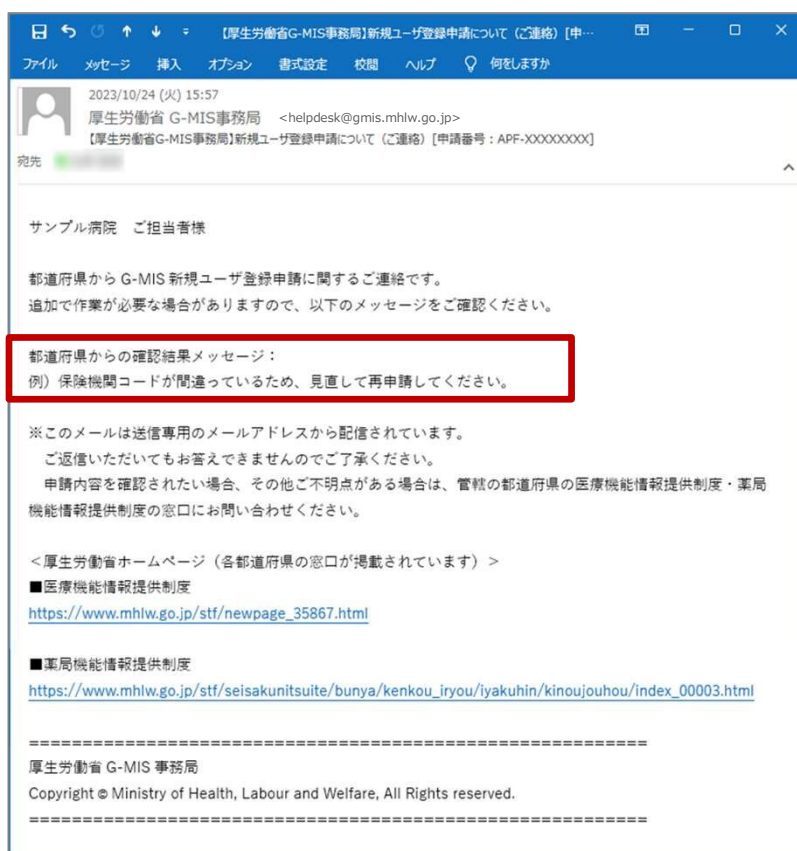 【厚生労働省G-MIS事務局】新規ユーザ登録申請について（ご連絡）[申…
ファイル メッセージ 挿入 オプション 書式設定 校閲 ヘルプ 何をしますか
2023/10/24 (火) 15:57
厚生労働省 G-MIS事務局 <helpdesk@gmis.mhlw.go.jp>
【厚生労働省G-MIS事務局】新規ユーザ登録申請について（ご連絡）[申請番号：APF-XXXXXXXX]
宛先
サンプル病院　ご担当者様
都道府県から G-MIS 新規ユーザ登録申請に関するご連絡です。
追加で作業が必要な場合がありますので、以下のメッセージをご確認ください。
都道府県からの確認結果メッセージ：
例）保険機関コードが間違っているため、見直して再申請してください。
※このメールは送信専用のメールアドレスから配信されています。
ご返信いただいてもお答えできませんのでご了承ください。
申請内容を確認されたい場合、その他ご不明点がある場合は、管轄の都道府県の医療機能情報提供制度・薬局
機能情報提供制度の窓口にお問い合わせください。
＜厚生労働省ホームページ（各都道府県の窓口が掲載されています）＞
■医療機能情報提供制度
https://www.mhlw.go.jp/stf/newpage_35867.html
■薬局機能情報提供制度
https://www.mhlw.go.jp/stf/seisakunitsuite/bunya/kenkou_iryou/iyakuhin/kinoujouhou/index_00003.html
==========================================================
厚生労働省 G-MIS 事務局
Copyright © Ministry of Health, Labour and Welfare, All Rights reserved.
==========================================================